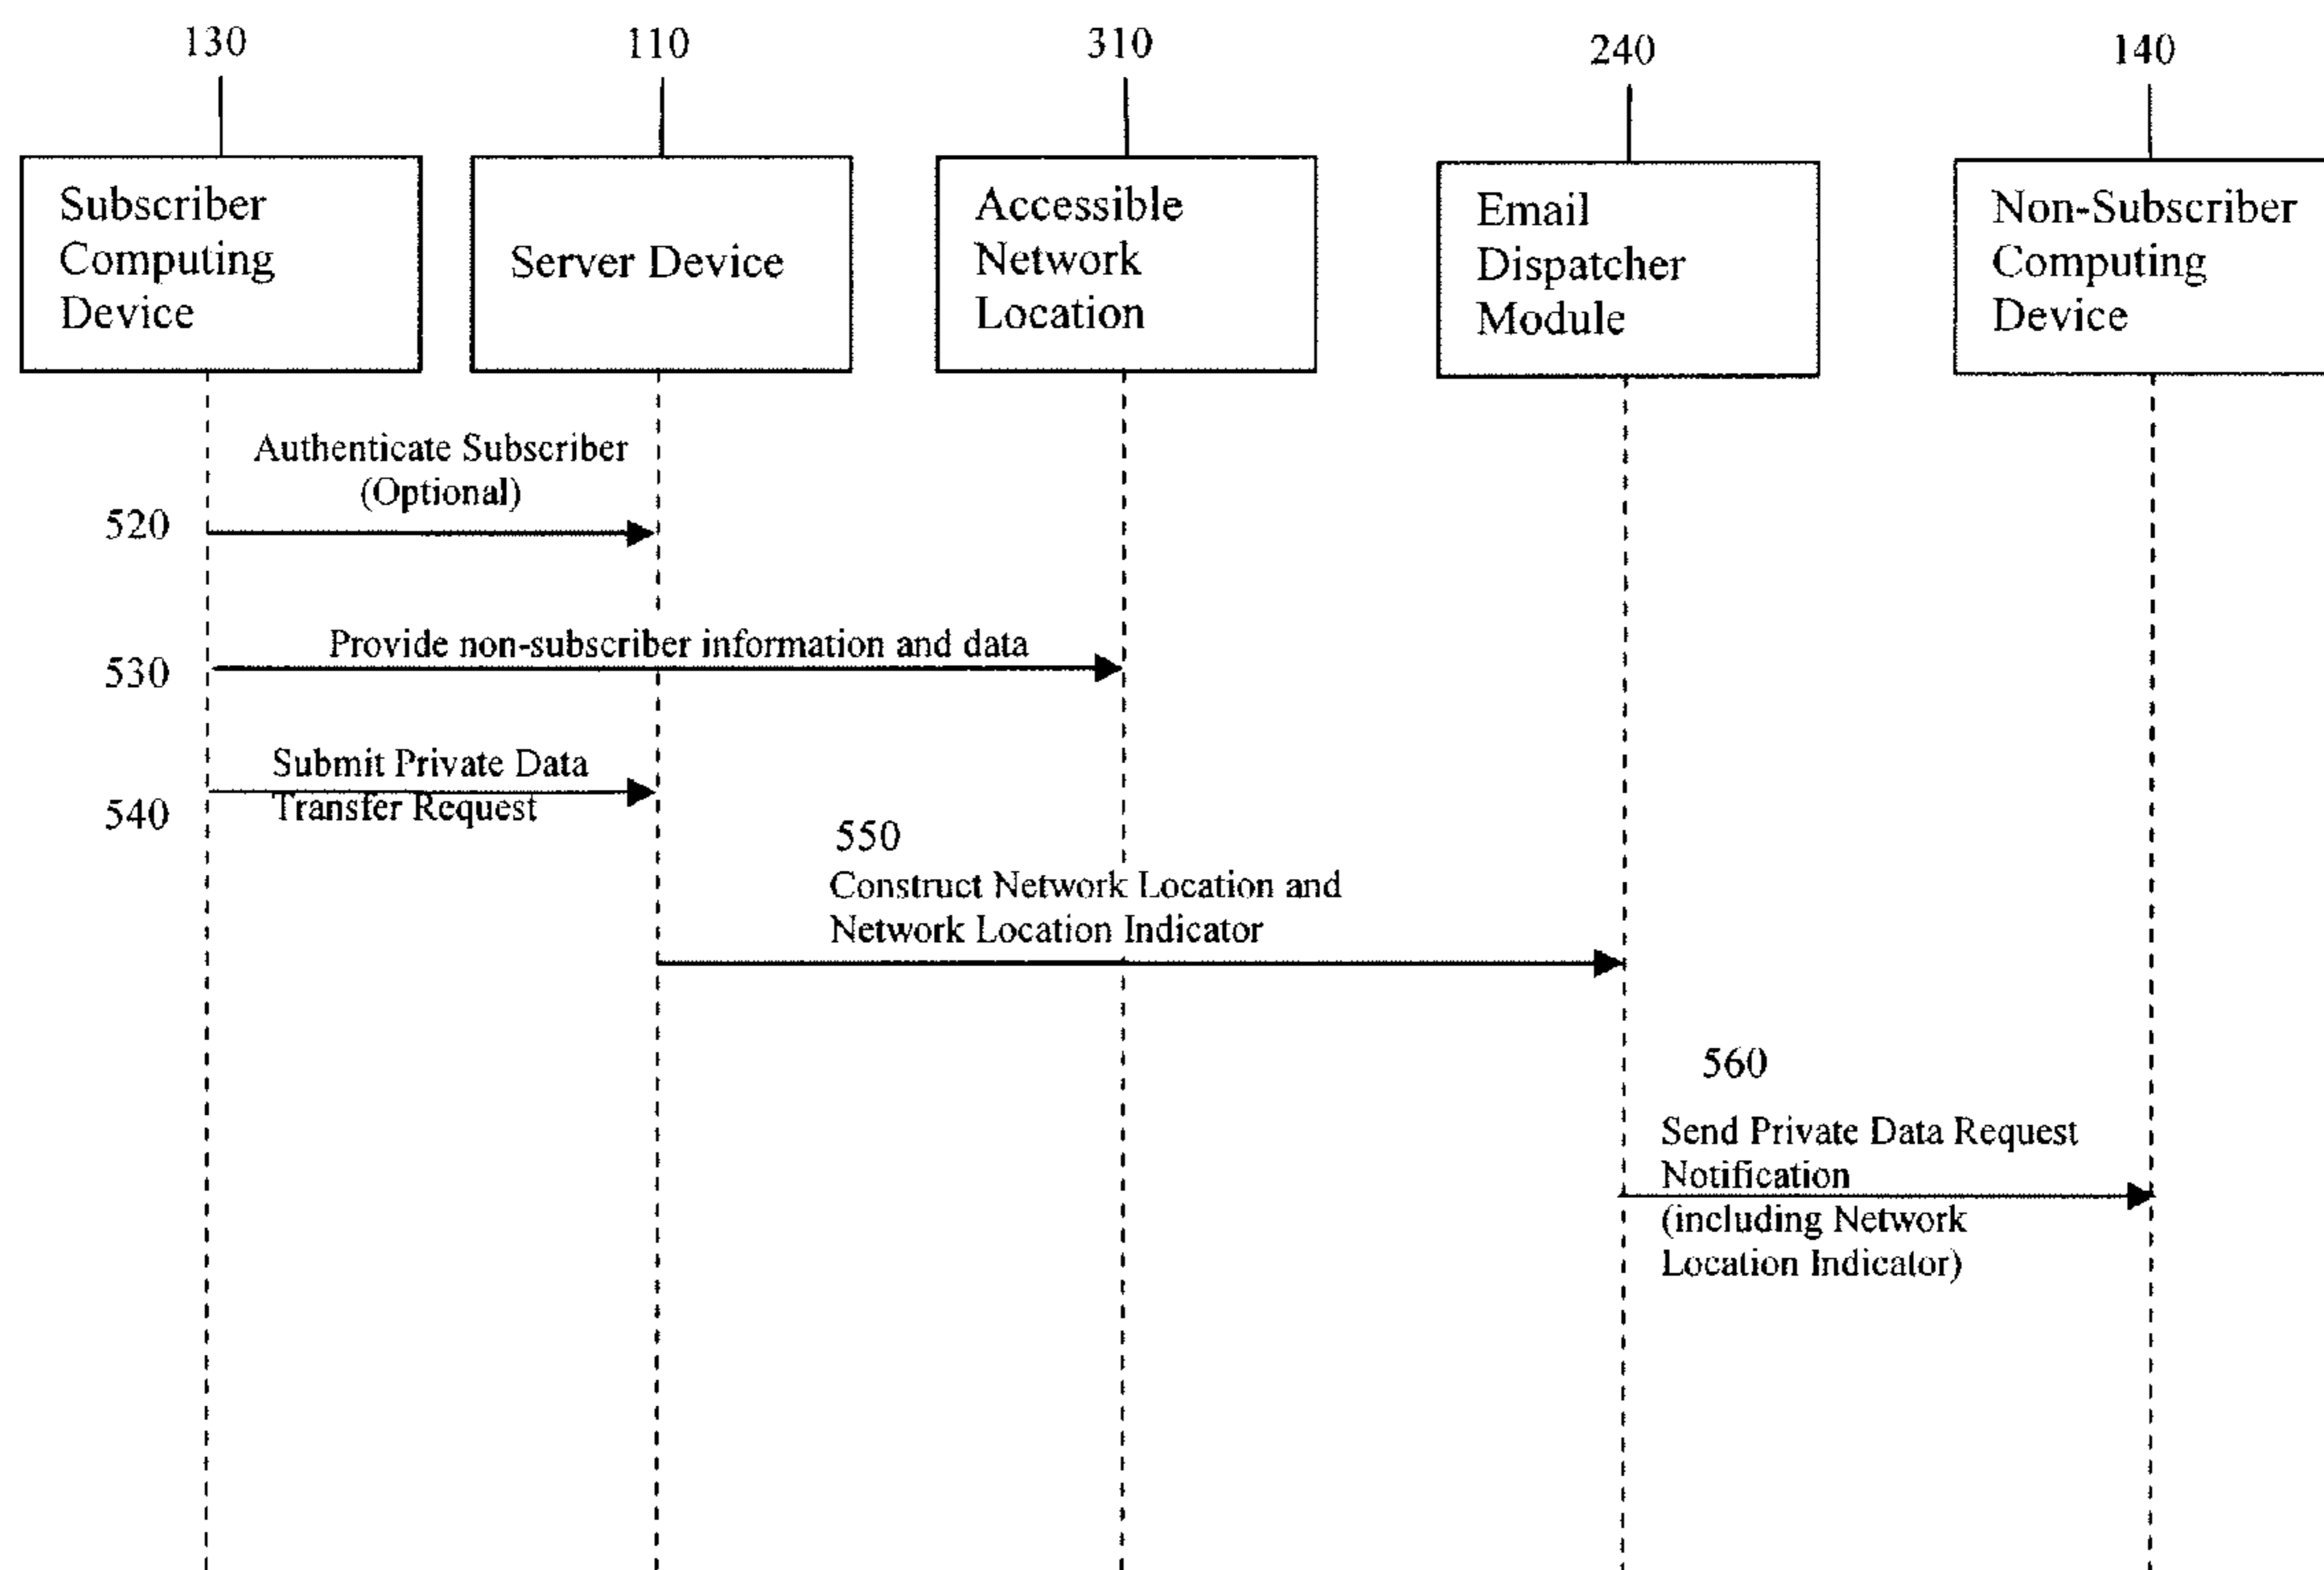 130
110
310
240
140
Subscriber
Computing
Device
Server Device
Accessible
Network
Location
Email
Dispatcher
Module
Non-Subscriber
Computing
Device
Authenticate Subscriber
(Optional)
520
Provide non-subscriber information and data
530
Submit Private Data
Transfer Request
540
550
Construct Network Location and
Network Location Indicator
560
Send Private Data Request
Notification
(including Network
Location Indicator)